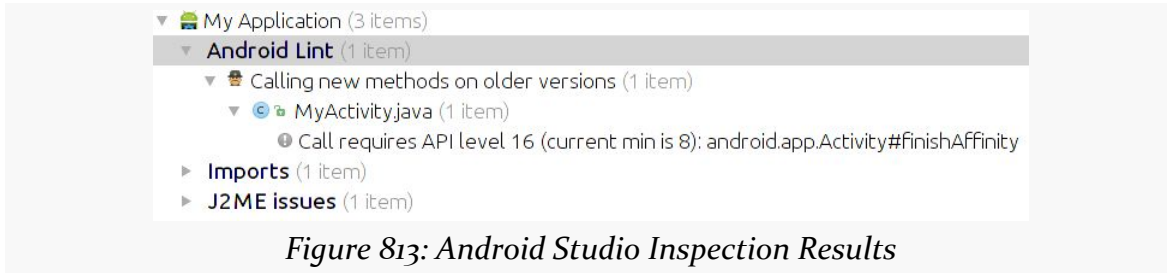 My Application (3 items)
Android Lint (1 item)
Calling new methods on older versions (1 item)
MyActivity.java (1 item)
Call requires API level 16 (current min is 8): android.app.Activity#finishAffinity
Imports (1 item)
J2ME issues (1 item)
Figure 813: Android Studio Inspection Results